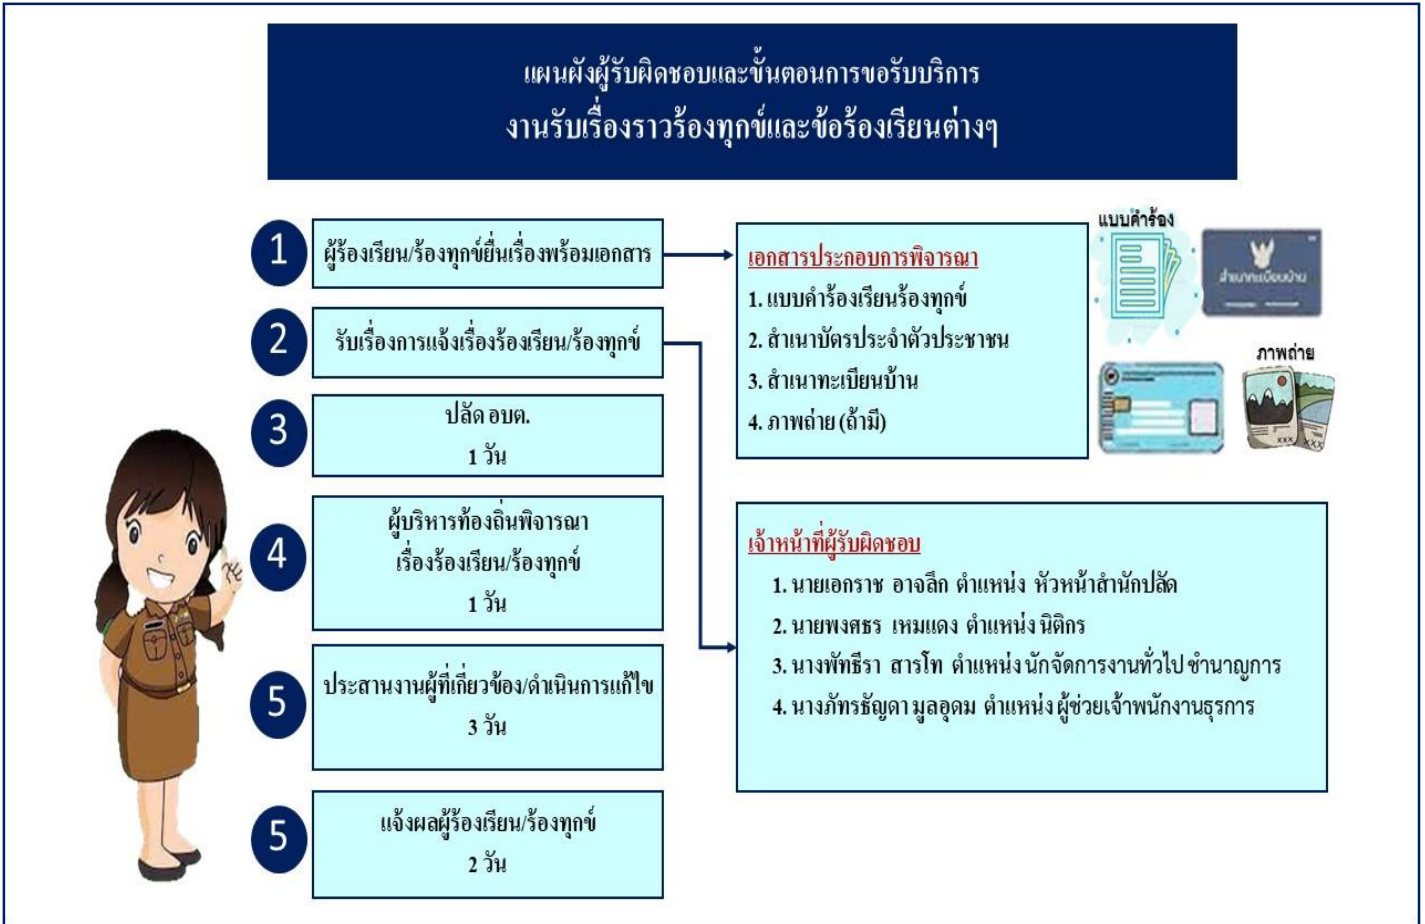 แผนผังผู้รับผิดชอบและขั้นตอนการขอรับบริการ
งานรับเรื่องราวร้องทุกข์และข้อร้องเรียนต่างๆ
1
ผู้ร้องเรียน/ร้องทุกข์ยื่นเรื่องพร้อมเอกสาร
2
รับเรื่องการแจ้งเรื่องร้องเรียน/ร้องทุกข์
3
ปลัด อบต.
1 วัน
4
ผู้บริหารท้องถิ่นพิจารณา
เรื่องร้องเรียน/ร้องทุกข์
1 วัน
5
ประสานงานผู้ที่เกี่ยวข้อง/ดำเนินการแก้ไข
3 วัน
5
แจ้งผลผู้ร้องเรียน/ร้องทุกข์
2 วัน
เอกสารประกอบการพิจารณา
1. แบบคำร้องเรียนร้องทุกข์
2. สำเนาบัตรประจำตัวประชาชน
3. สำเนาทะเบียนบ้าน
4. ภาพถ่าย (ถ้ามี)
แบบคำร้อง
สำเนาทะเบียนบ้าน
ภาพถ่าย
XXX
XXX
เจ้าหน้าที่ผู้รับผิดชอบ
1. นายเอกราช อาจลึก ตำแหน่ง หัวหน้าสำนักปลัด
2. นายพงศธร เหมแดง ตำแหน่ง นิติกร
3. นางพัทธีรา สารโท ตำแหน่ง นักจัดการงานทั่วไป ชำนาญการ
4. นางภัทรธัญดา มูลอุดม ตำแหน่ง ผู้ช่วยเจ้าพนักงานธุรการ